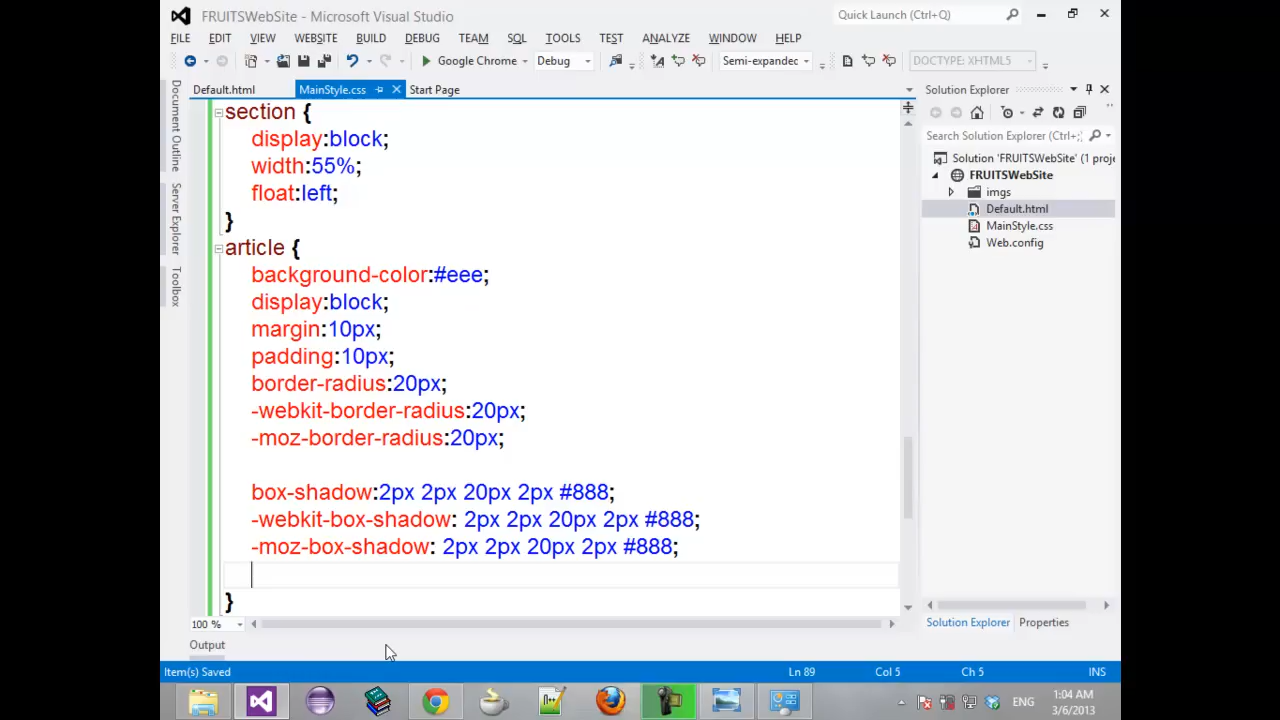 FRUITSWebSite - Microsoft Visual Studio
Quick Launch (Ctrl+Q)
FILE EDIT VIEW WEBSITE BUILD DEBUG TEAM SQL TOOLS TEST ANALYZE WINDOW HELP
Google Chrome Debug Semi-expanded DOCTYPE: XHTML5
Default.html MainStyle.css Start Page
Document Outline
Server Explorer
Toolbox
section {
display:block;
width:55%;
float:left;
}
article {
background-color:#eee;
display:block;
margin:10px;
padding:10px;
border-radius:20px;
-webkit-border-radius:20px;
-moz-border-radius:20px;
box-shadow:2px 2px 20px 2px #888;
-webkit-box-shadow: 2px 2px 20px 2px #888;
-moz-box-shadow: 2px 2px 20px 2px #888;
}
100 %
Solution Explorer
Search Solution Explorer (Ctrl+;)
Solution 'FRUITSWebSite' (1 proje
FRUITSWebSite
imgs
Default.html
MainStyle.css
Web.config
Solution Explorer Properties
Output
Item(s) Saved Ln 89 Col 5 Ch 5 INS
ENG
1:04 AM
3/6/2013